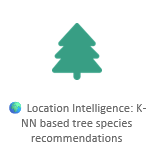 🌍 Location Intelligence: K-
NN based tree species
recommendations